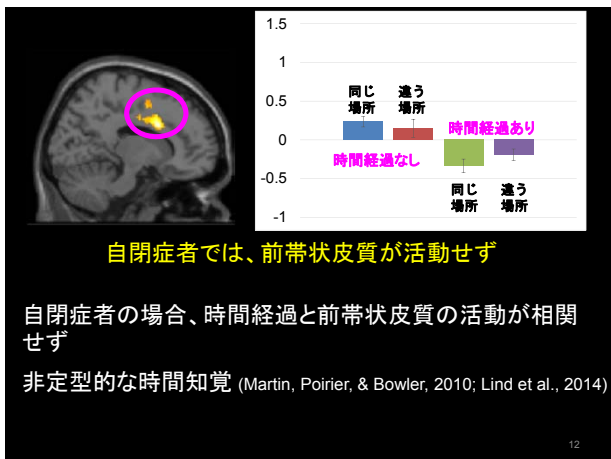 1.5
1
0.5
0
-0.5
-1
同じ 違う
場所 場所
時間経過あり
時間経過なし
同じ 違う
場所 場所
自閉症者では、前帯状皮質が活動せず
自閉症者の場合、時間経過と前帯状皮質の活動が相関
せず
非定型的な時間知覚 (Martin, Poirier, & Bowler, 2010; Lind et al., 2014)
12